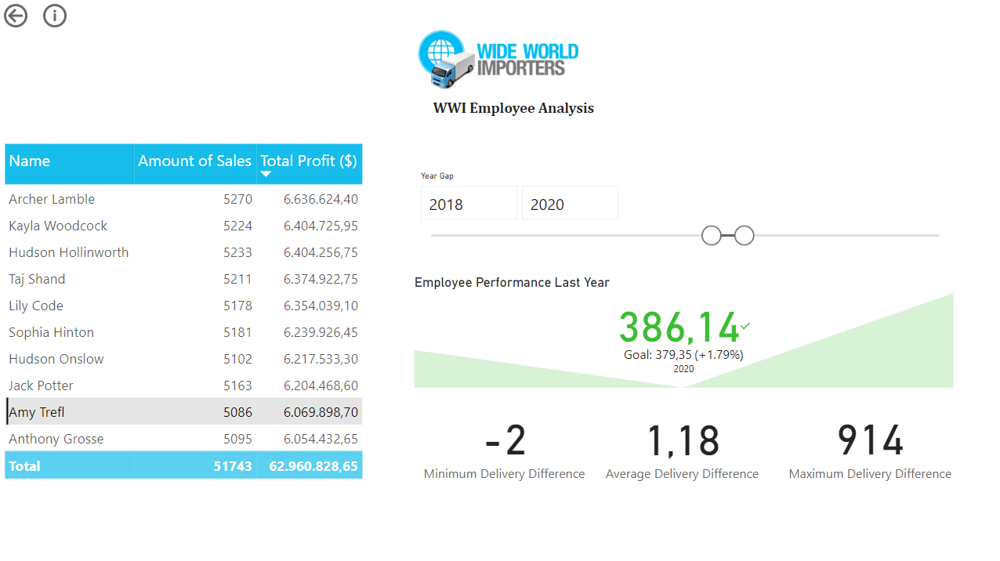 WIDE WORLD
IMPORTERS
WWI Employee Analysis
Name Amount of Sales Total Profit ($)
Archer Lamble 5270 6.636.624,40
Kayla Woodcock 5224 6.404.725,95
Hudson Hollinworth 5233 6.404.256,75
Taj Shand 5211 6.374.922,75
Lily Code 5178 6.354.039,10
Sophia Hinton 5181 6.239.926,45
Hudson Onslow 5102 6.217.533,30
Jack Potter 5163 6.204.468,60
Amy Trefl 5086 6.069.898,70
Anthony Grosse 5095 6.054.432,65
Total 51743 62.960.828,65
Year Gap
2018 2020
Employee Performance Last Year
386,14
Goal: 379,35 (+1.79%)
2020
-2 1,18 914
Minimum Delivery Difference Average Delivery Difference Maximum Delivery Difference